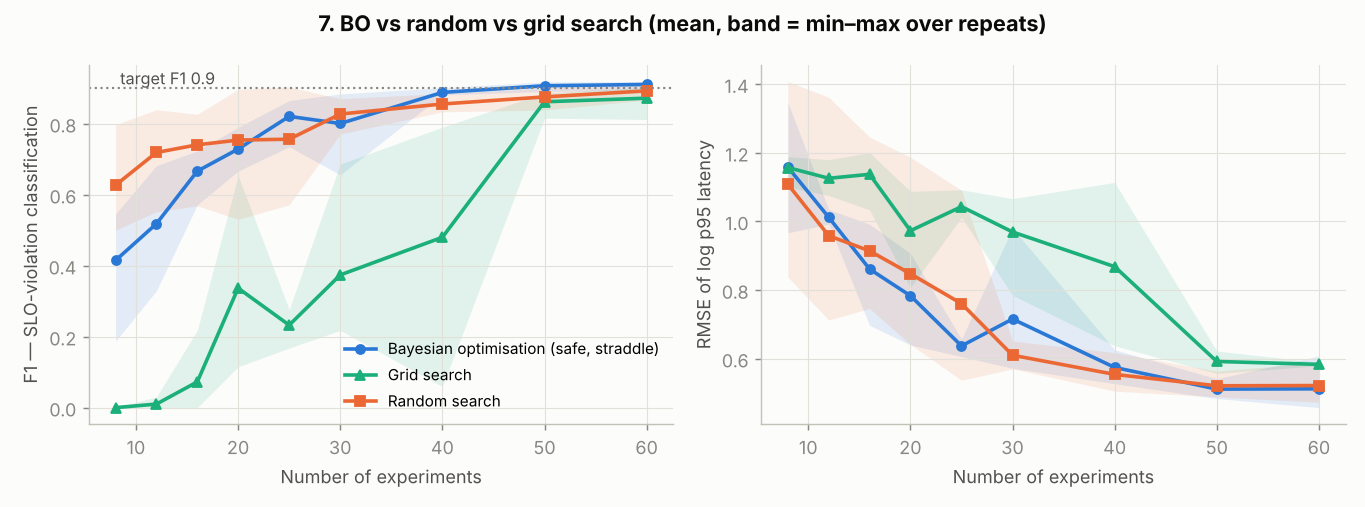 7. BO vs random vs grid search (mean, band = min–max over repeats)
target F1 0.9
F1 — SLO-violation classification
0.8
0.6
0.4
0.2
0.0
Bayesian optimisation (safe, straddle)
Grid search
Random search
10 20 30 40 50 60
Number of experiments
RMSE of log p95 latency
1.4
1.2
1.0
0.8
0.6
10 20 30 40 50 60
Number of experiments